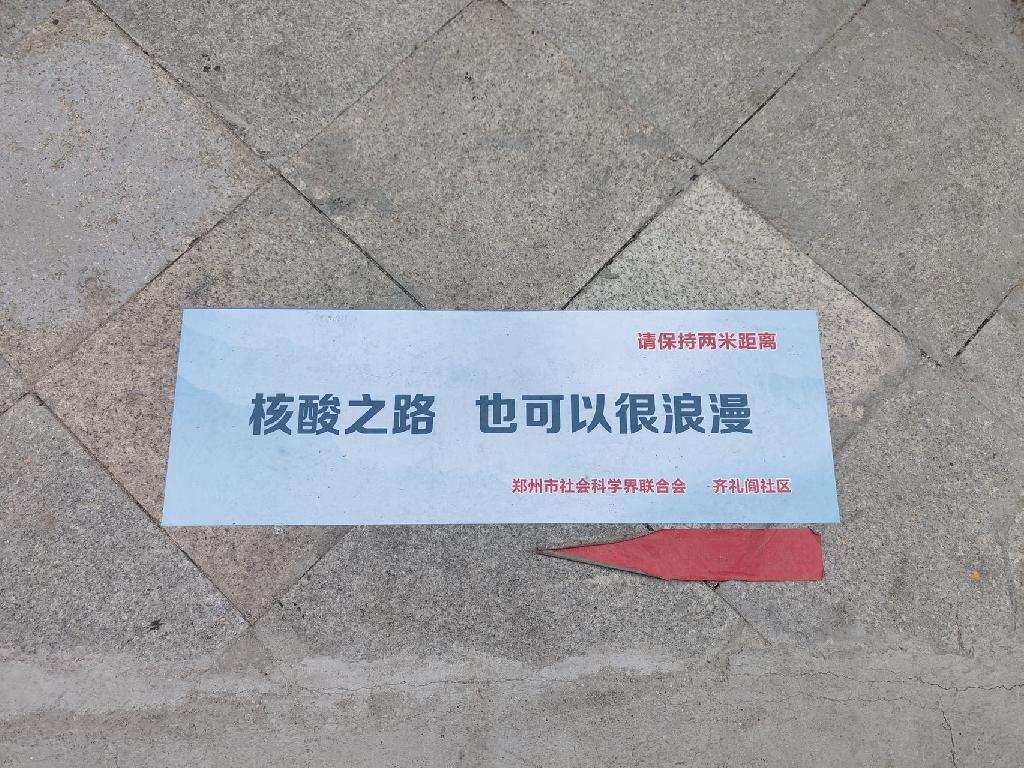 请保持两米距离
核酸之路 也可以很浪漫
郑州市社会科学界联合会 齐礼阎社区